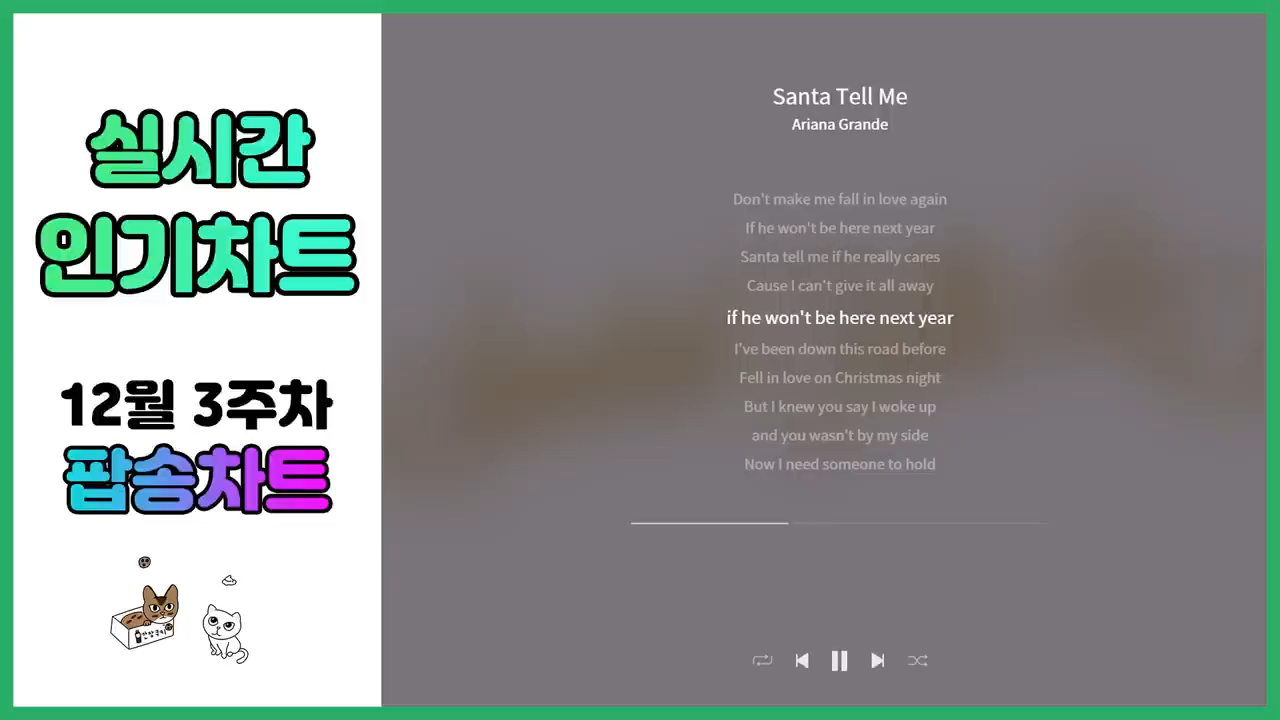 실시간
인기차트
12월 3주차
팝송차트
Santa Tell Me
Ariana Grande
Don't make me fall in love again
If he won't be here next year
Santa tell me if he really cares
Cause I can't give it all away
if he won't be here next year
I've been down this road before
Fell in love on Christmas night
But I knew you say I woke up
and you wasn't by my side
Now I need someone to hold